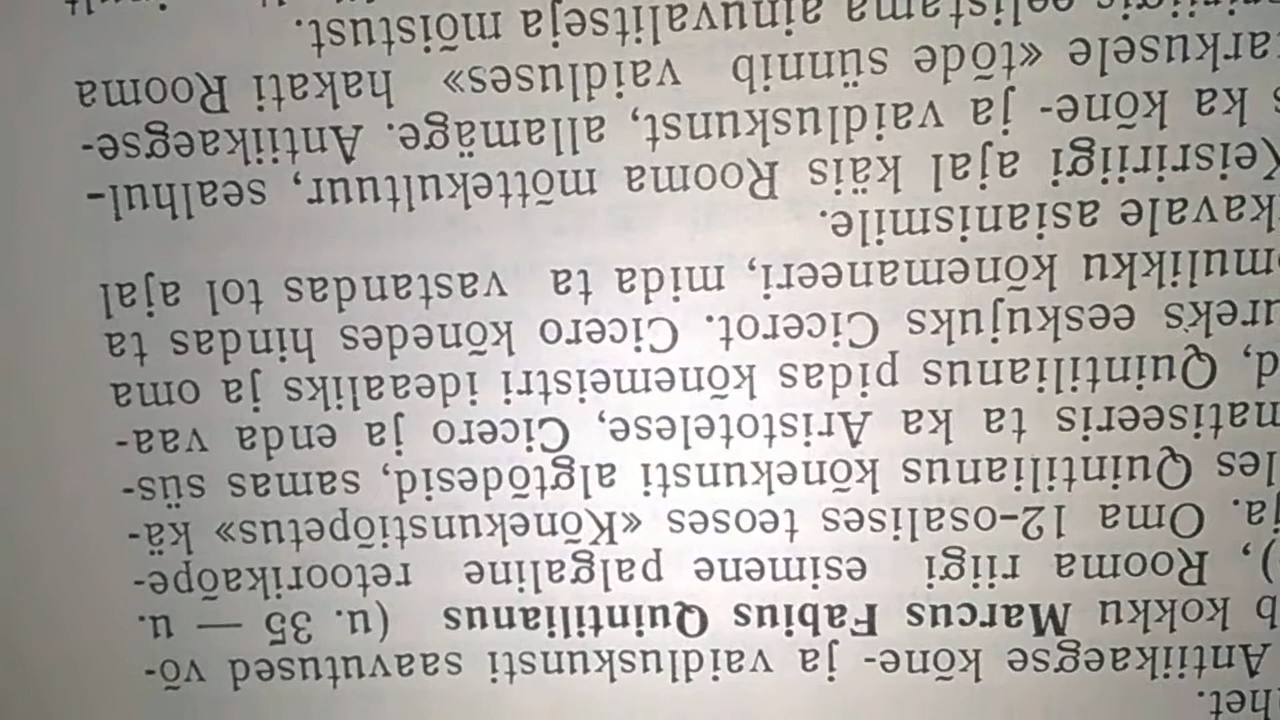 het.
Antiikaegse kõne- ja vaidluskunsti saavutused võ-
b kokku Marcus Fabius Quintilianus (u. 35 — u.
), Rooma riigi esimene palgaline retoorikaõpe-
ja. Oma 12-osalises teoses «Kõnekunstiõpetus» kä-
les Quintilianus kõnekunsti algtõdesid, samas süs-
matiseeris ta ka Aristotelese, Cicero ja enda vaa-
d, Quintilianus pidas kõnemeistri ideaaliks ja oma
ureks eeskujuks Cicerot. Cicero kõnedes hindas ta
mulikku kõnemaneeri, mida ta vastandas tol ajal
kavale asianismile.
Keisririigi ajal käis Rooma mõttekultuur, sealhul-
s ka kõne- ja vaidluskunst, allamäge. Antiikaegse-
arkusele «tõde sünnib vaidluses» hakati Rooma
eelistama ainuvalitseja mõistust.